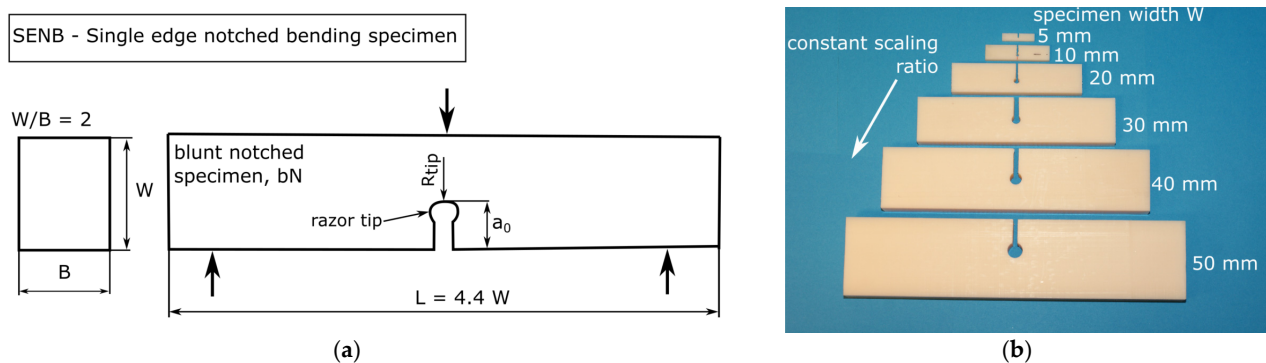 SENB - Single edge notched bending specimen
W/B = 2
W
B
blunt notched
specimen, bN
razor tip
Rtip
a0
L = 4.4 W
(a)
specimen width W
5 mm
10 mm
20 mm
30 mm
40 mm
50 mm
constant scaling
ratio
(b)